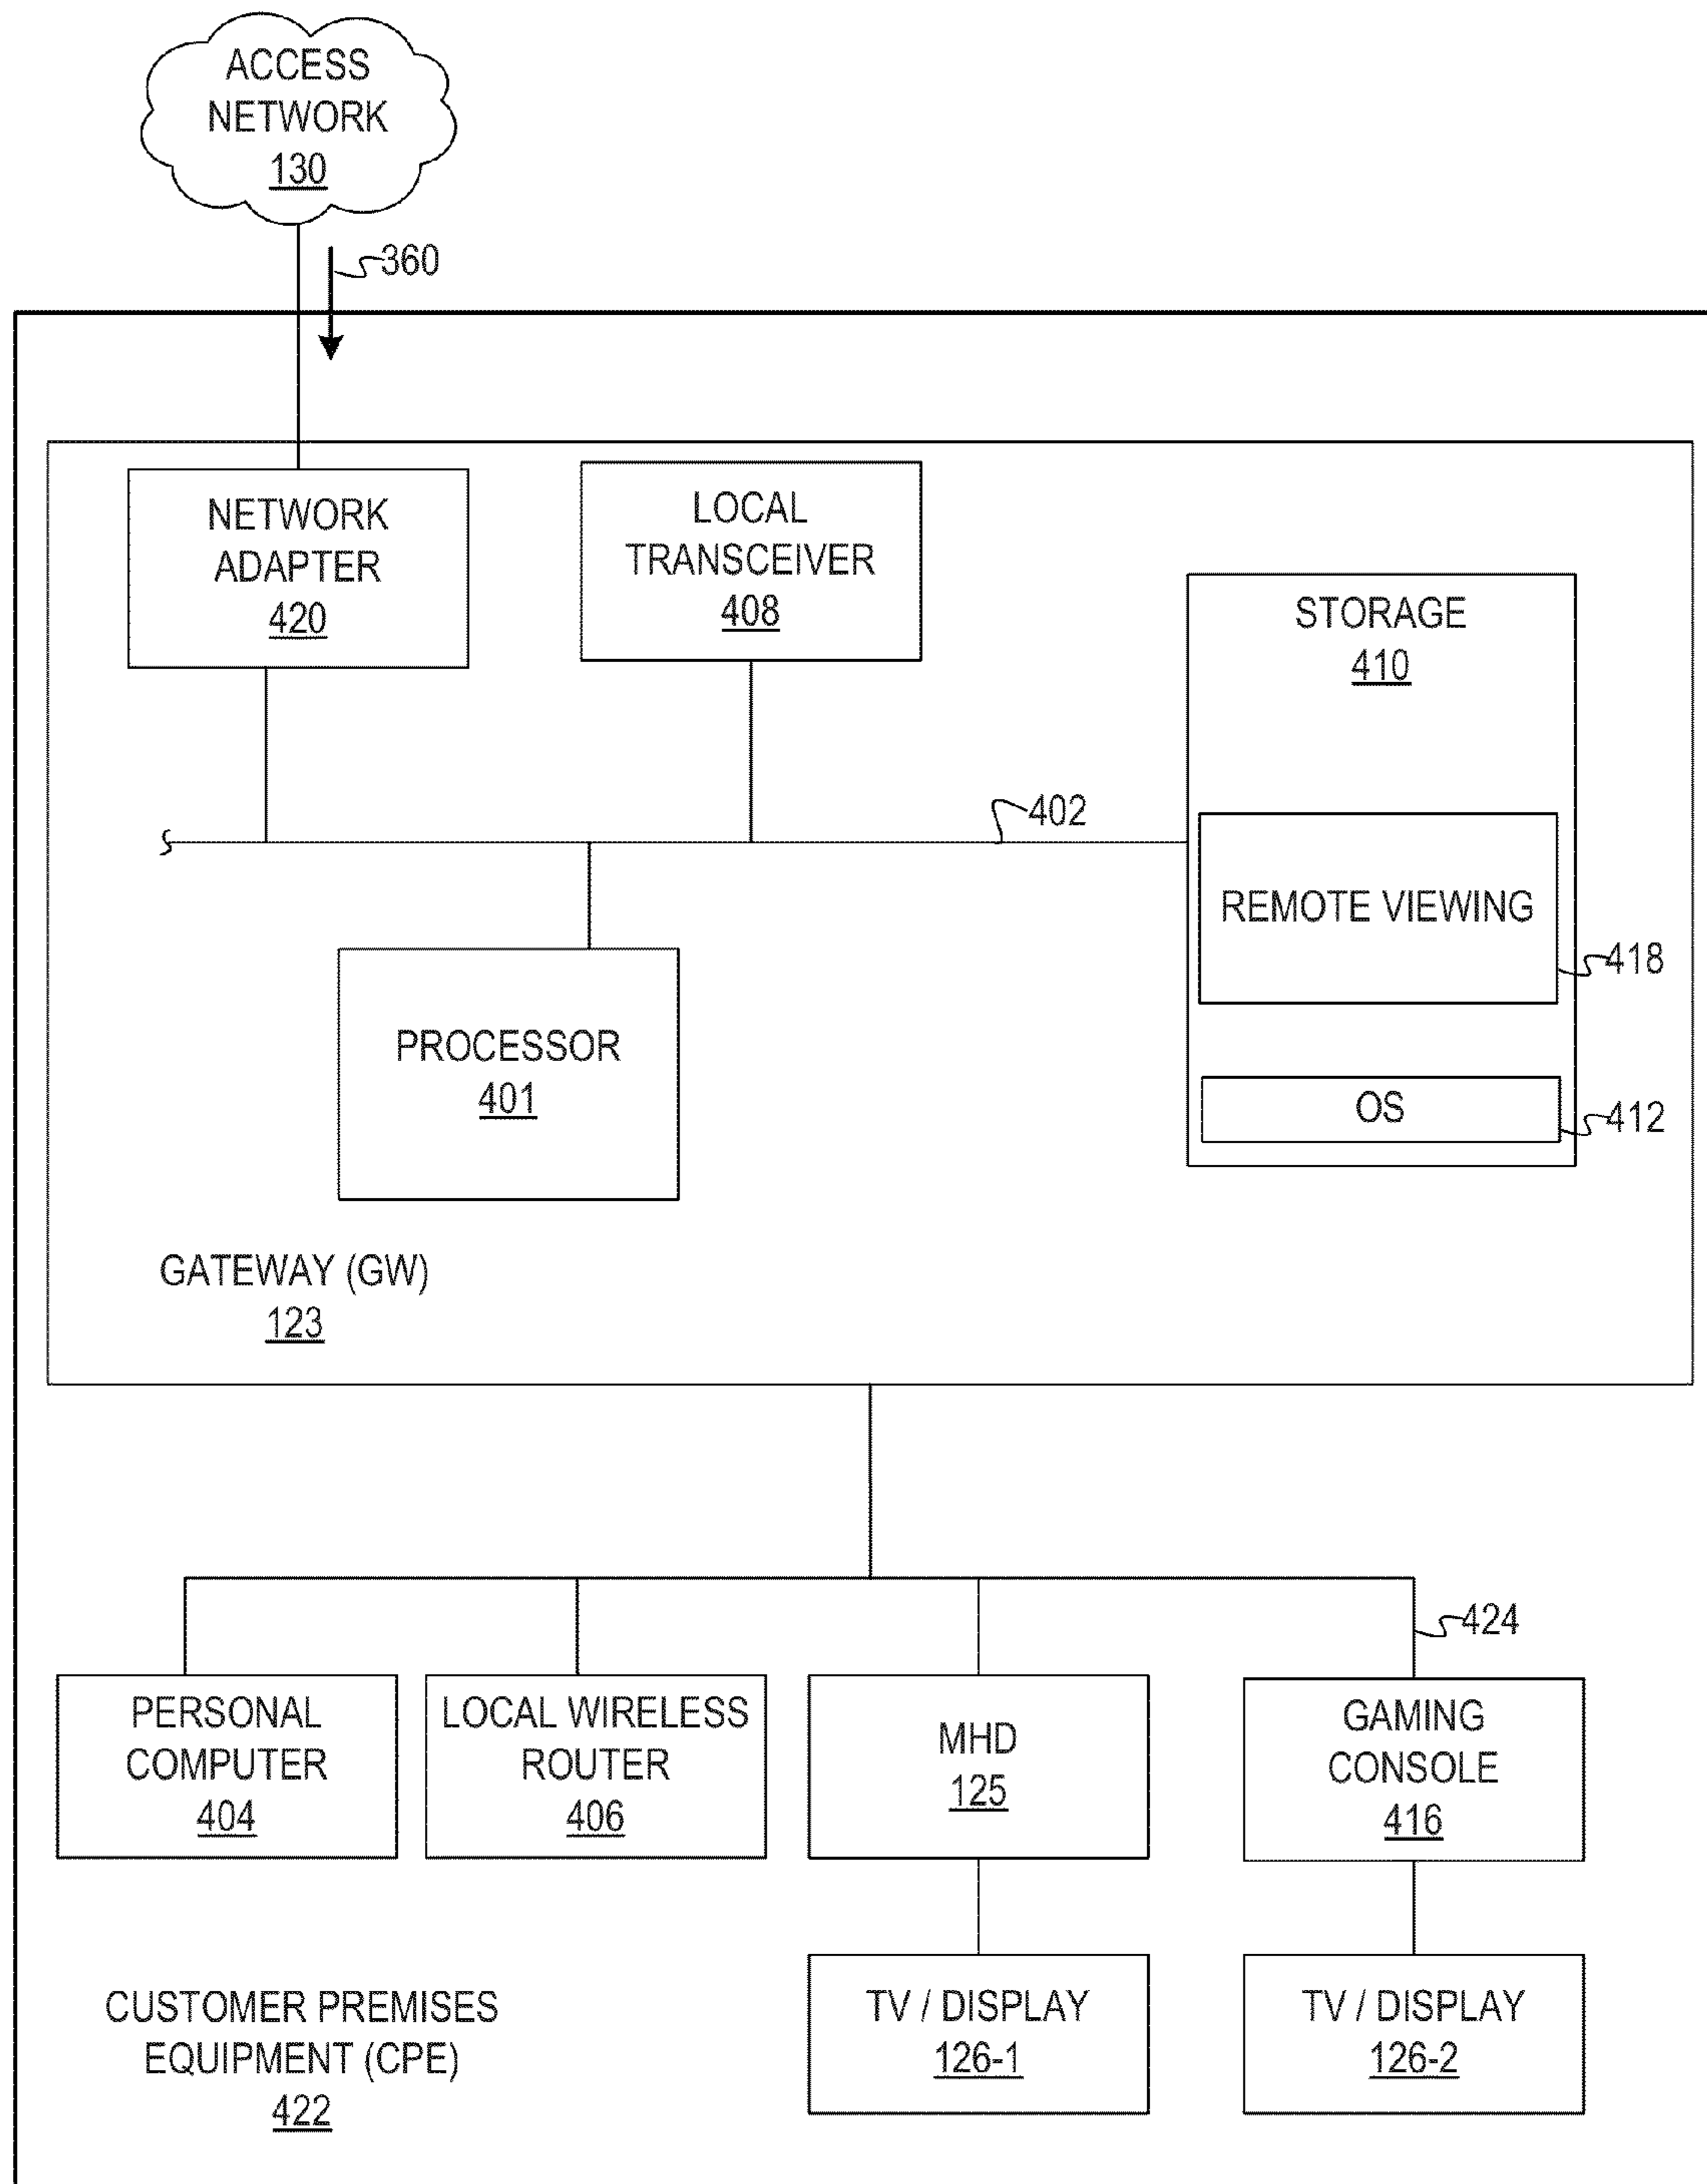 ACCESS
NETWORK
130
360
NETWORK
ADAPTER
420
LOCAL
TRANSCEIVER
408
STORAGE
410
402
REMOTE VIEWING
418
PROCESSOR
401
OS
412
GATEWAY (GW)
123
424
PERSONAL
COMPUTER
404
LOCAL WIRELESS
ROUTER
406
MHD
125
GAMING
CONSOLE
416
CUSTOMER PREMISES
EQUIPMENT (CPE)
422
TV / DISPLAY
126-1
TV / DISPLAY
126-2